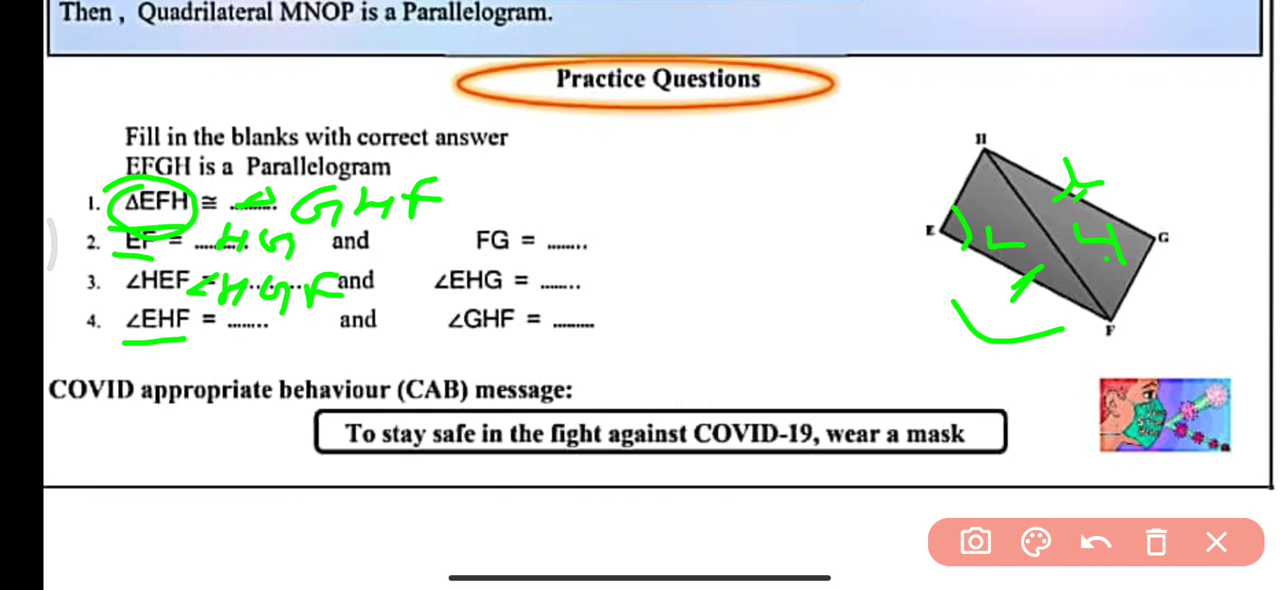 Then , Quadrilateral MNOP is a Parallelogram.
Practice Questions
Fill in the blanks with correct answer
EFGH is a Parallelogram
1. ΔEFH ≅ ......... Δ GHF
2. EF = ......... HG and FG = ........
3. ∠HEF = ......... ∠HGF and ∠EHG = ........
4. ∠EHF = ........ and ∠GHF = .........
H
E
G
F
COVID appropriate behaviour (CAB) message:
To stay safe in the fight against COVID-19, wear a mask